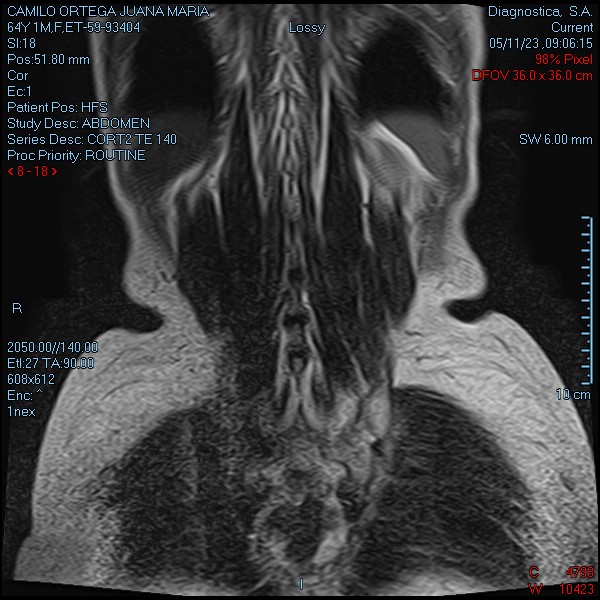 CAMILO ORTEGA JUANA MARIA
64Y 1M,F,ET-59-93404
Sl:18
Pos:51.80 mm
Cor
Ec:1
Patient Pos: HFS
Study Desc: ABDOMEN
Series Desc: CORT2 TE 140
Proc Priority: ROUTINE
< 8 - 18 >
Lossy
Diagnostica, S.A.
Current
05/11/23 ,09:06:15
98% Pixel
DFOV 36.0 x 36.0 cm
SW 6.00 mm
R
2050.00//140.00
Etl:27 TA:90.00
608x612
Enc: ^
1nex
10 cm
I
C 4788
W 10423